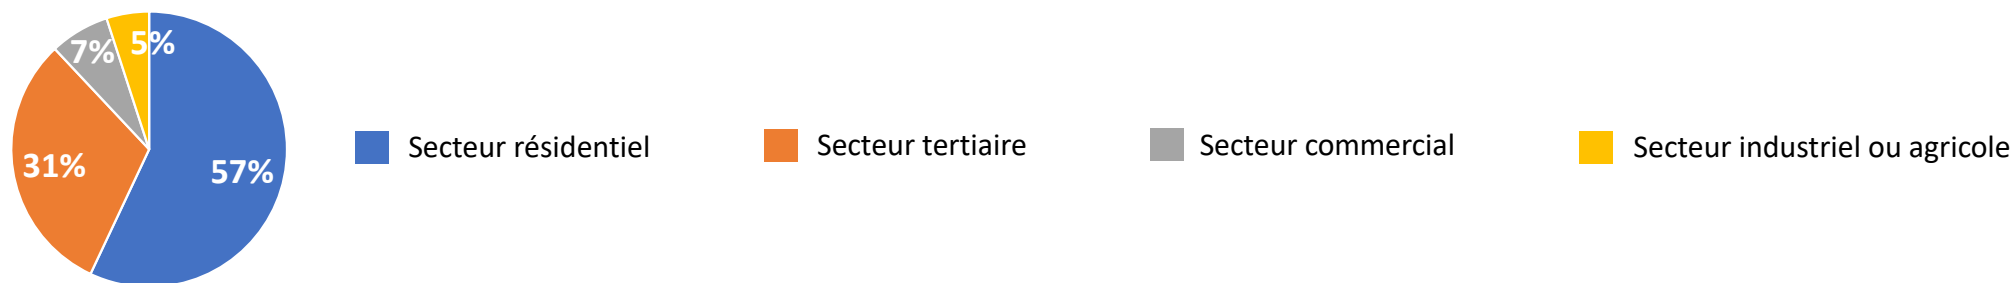 7%
5%
31%
57%
Secteur résidentiel
Secteur tertiaire
Secteur commercial
Secteur industriel ou agricole